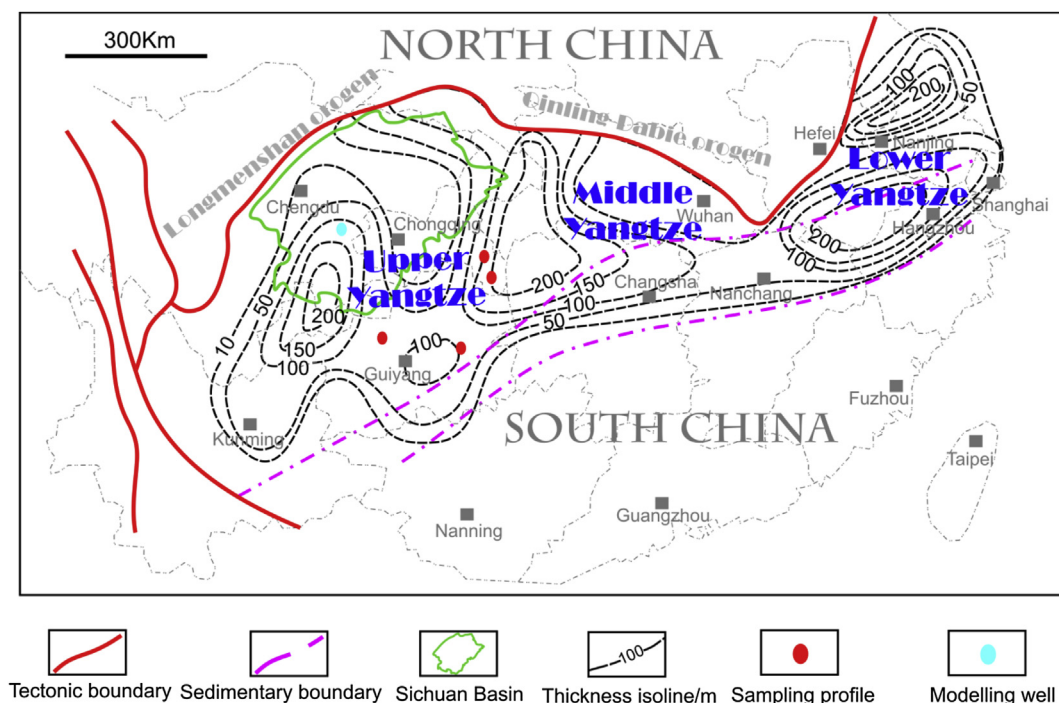 300Km
NORTH CHINA
Longmenshan orogen
Qinling-Dabie orogen
100
200
50
Hefei
Nanjing
Lower
Yangtze
Shanghai
Hangzhou
200
100
Chengdu
Chongqing
Middle
Yangtze
Wuhan
Upper
Yangtze
10
50
200
150
100
200
150
100
50
Changsha
Nanchang
100
Guiyang
Kunming
SOUTH CHINA
Fuzhou
Taipei
Nanning
Guangzhou
100
Tectonic boundary
Sedimentary boundary
Sichuan Basin
Thickness isoline/m
Sampling profile
Modelling well